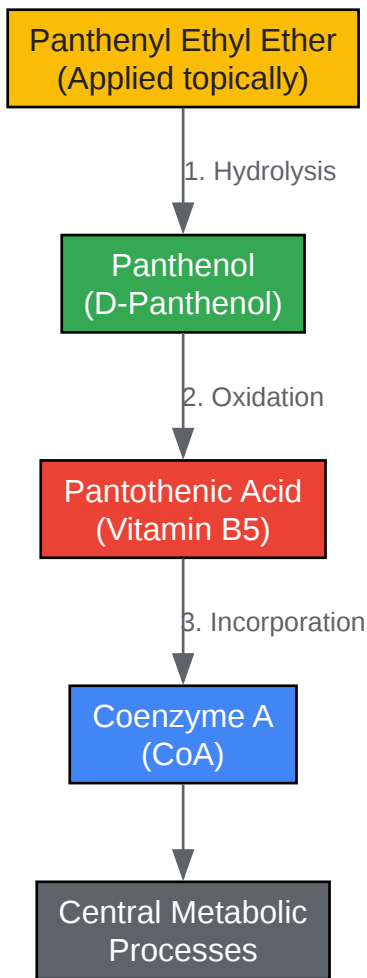 Panthenyl Ethyl Ether
(Applied topically)
1. Hydrolysis
Panthenol
(D-Panthenol)
2. Oxidation
Pantothenic Acid
(Vitamin B5)
3. Incorporation
Coenzyme A
(CoA)
Central Metabolic
Processes